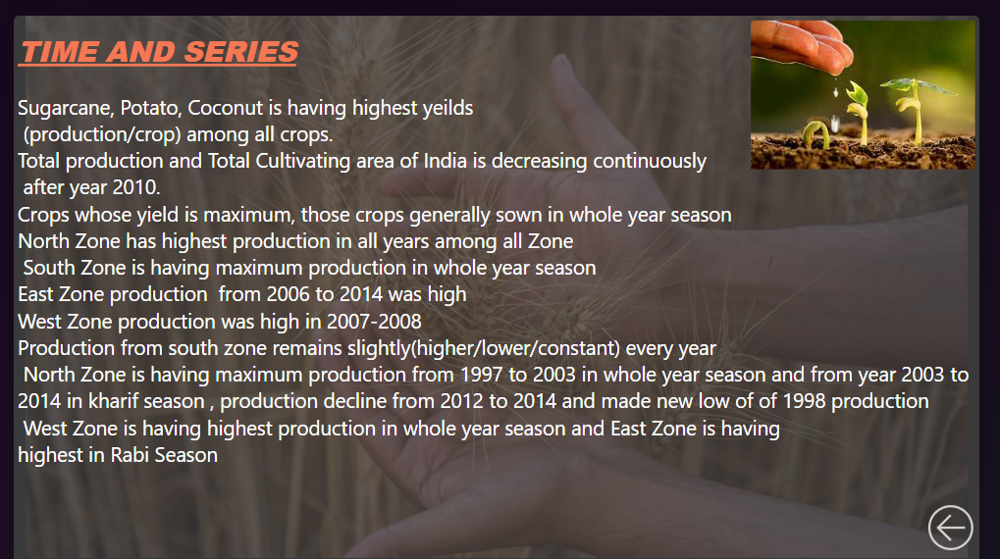 TIME AND SERIES
Sugarcane, Potato, Coconut is having highest yeilds
(production/crop) among all crops.
Total production and Total Cultivating area of India is decreasing continuously
after year 2010.
Crops whose yield is maximum, those crops generally sown in whole year season
North Zone has highest production in all years among all Zone
South Zone is having maximum production in whole year season
East Zone production  from 2006 to 2014 was high
West Zone production was high in 2007-2008
Production from south zone remains slightly(higher/lower/constant) every year
North Zone is having maximum production from 1997 to 2003 in whole year season and from year 2003 to
2014 in kharif season , production decline from 2012 to 2014 and made new low of of 1998 production
West Zone is having highest production in whole year season and East Zone is having
highest in Rabi Season